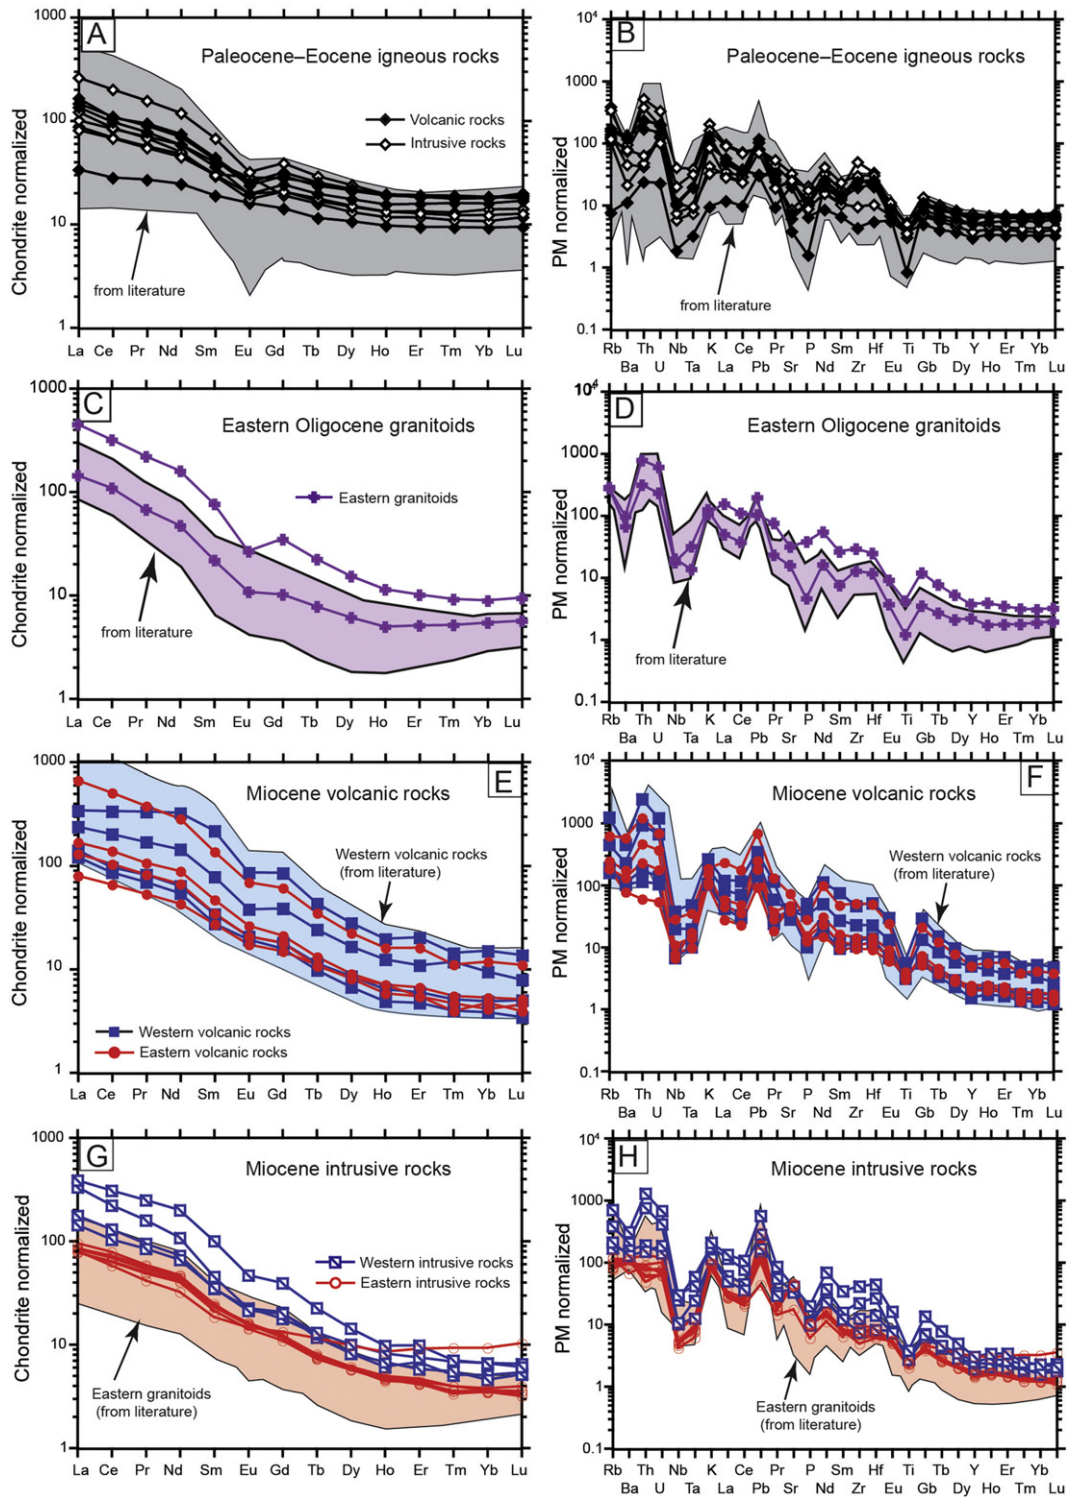 A
Paleocene–Eocene igneous rocks
Chondrite normalized
1000
100
10
1
Volcanic rocks
Intrusive rocks
from literature
La Ce Pr Nd Sm Eu Gd Tb Dy Ho Er Tm Yb Lu
B
Paleocene–Eocene igneous rocks
PM normalized
10⁴
1000
100
10
1
0.1
from literature
Rb Th Nb K Ce Pr P Sm Hf Ti Tb Y Er Yb
Ba U Ta La Pb Sr Nd Zr Eu Gb Dy Ho Tm Lu
C
Eastern Oligocene granitoids
Chondrite normalized
1000
100
10
1
Eastern granitoids
from literature
La Ce Pr Nd Sm Eu Gd Tb Dy Ho Er Tm Yb Lu
D
Eastern Oligocene granitoids
PM normalized
10⁴
1000
100
10
1
0.1
from literature
Rb Th Nb K Ce Pr P Sm Hf Ti Tb Y Er Yb
Ba U Ta La Pb Sr Nd Zr Eu Gb Dy Ho Tm Lu
E
Miocene volcanic rocks
Chondrite normalized
1000
100
10
1
Western volcanic rocks
(from literature)
Western volcanic rocks
Eastern volcanic rocks
La Ce Pr Nd Sm Eu Gd Tb Dy Ho Er Tm Yb Lu
F
Miocene volcanic rocks
PM normalized
10⁴
1000
100
10
1
0.1
Western volcanic rocks
(from literature)
Rb Th Nb K Ce Pr P Sm Hf Ti Tb Y Er Yb
Ba U Ta La Pb Sr Nd Zr Eu Gb Dy Ho Tm Lu
G
Miocene intrusive rocks
Chondrite normalized
1000
100
10
1
Western intrusive rocks
Eastern intrusive rocks
Eastern granitoids
(from literature)
La Ce Pr Nd Sm Eu Gd Tb Dy Ho Er Tm Yb Lu
H
Miocene intrusive rocks
PM normalized
10⁴
1000
100
10
1
0.1
Eastern granitoids
(from literature)
Rb Th Nb K Ce Pr P Sm Hf Ti Tb Y Er Yb
Ba U Ta La Pb Sr Nd Zr Eu Gb Dy Ho Tm Lu